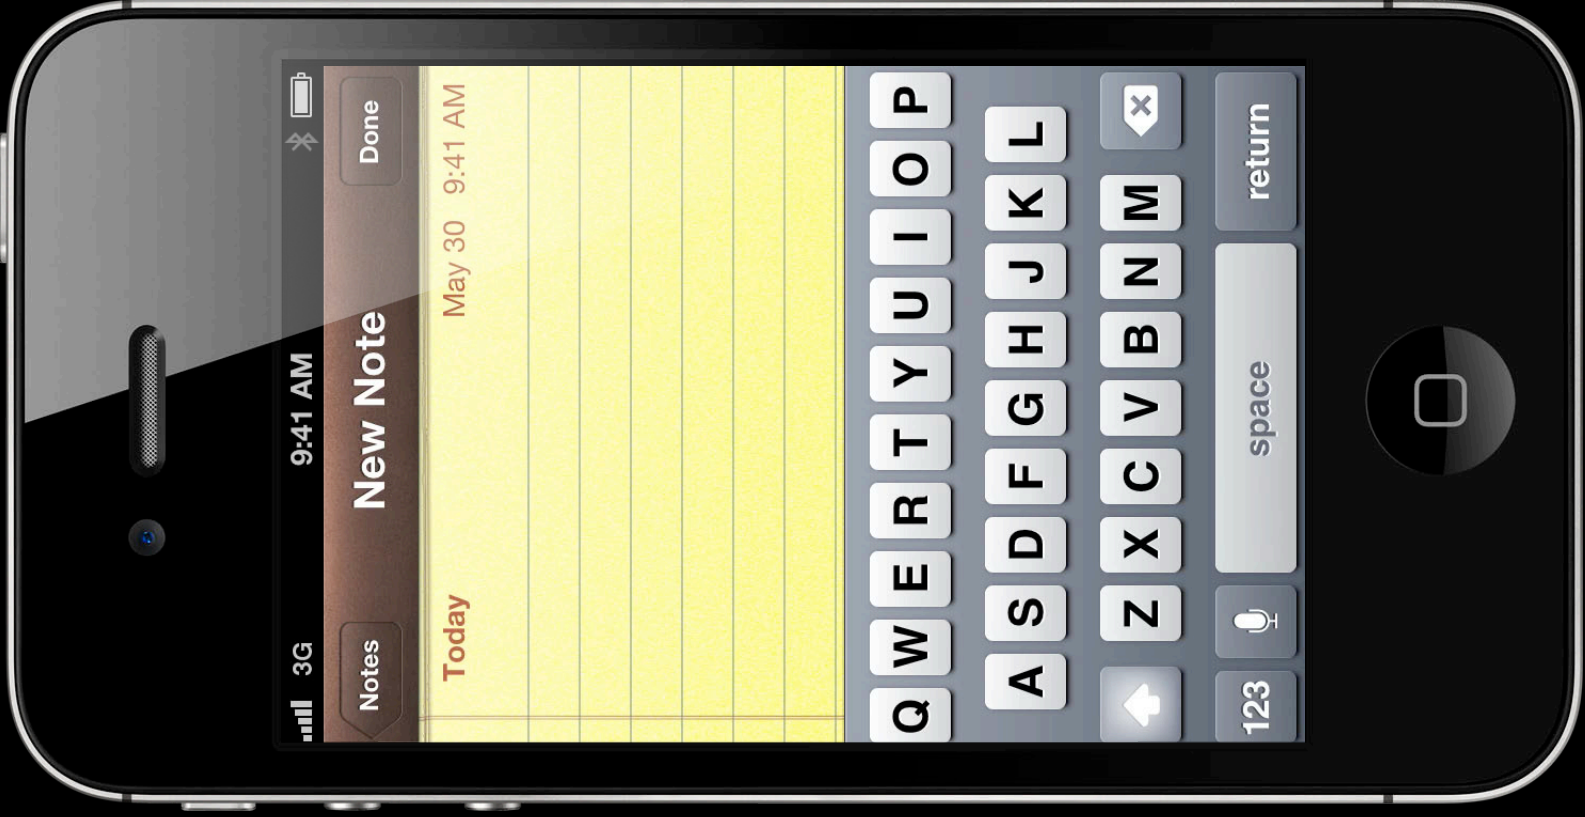 3G 9:41 AM
Notes New Note Done
Today May 30 9:41 AM
Q W E R T Y U I O P
A S D F G H J K L
Z X C V B N M
123 space return